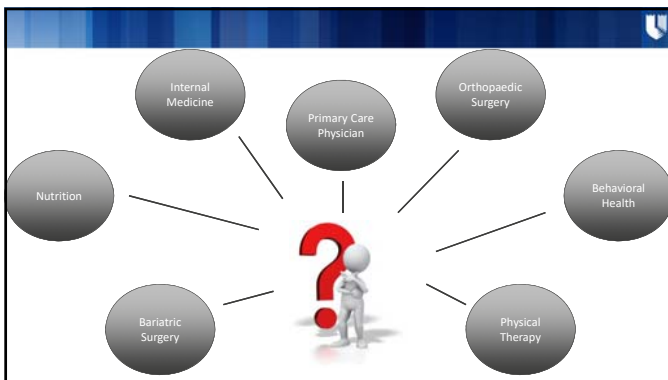 Internal
Medicine
Primary Care
Physician
Orthopaedic
Surgery
Nutrition
Behavioral
Health
Bariatric
Surgery
Physical
Therapy